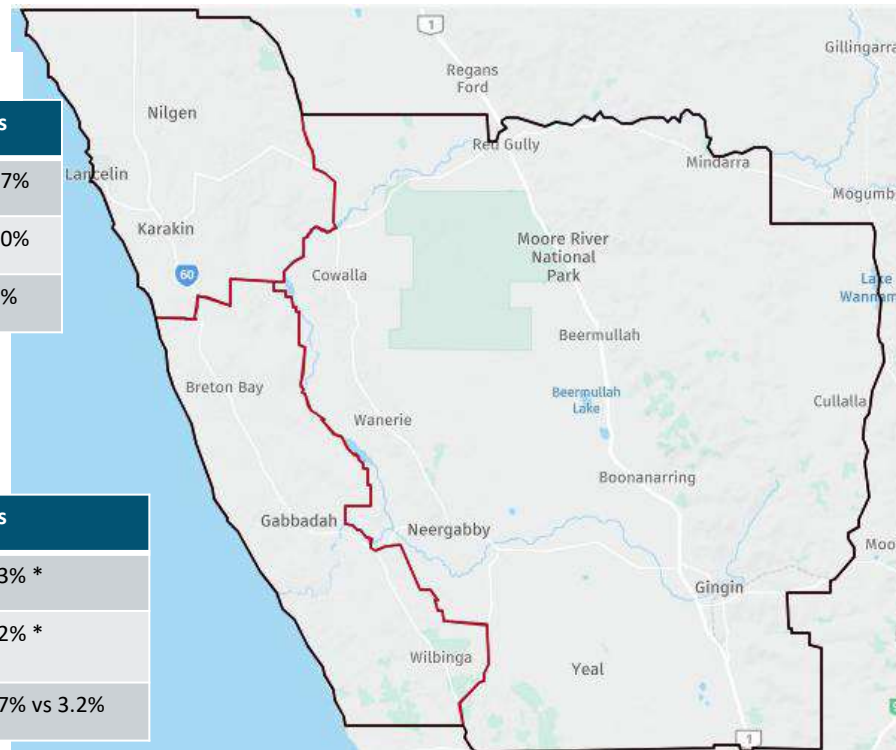 1
Gillingarra
Regans
Ford
Nilgen
s
Red Gully
Mindarra
7%
Lancelin
Mogumb
Karakin
0%
Moore River
National
Park
60
Cowalla
Lake
Wannam
%
Beermullah
Breton Bay
Beermullah
Lake
Cullalla
Wanerie
Boonanarring
s
Gabbadah
Neergabby
Moo
3% *
Gingin
2% *
Wilbinga
Yeal
7% vs 3.2%
1